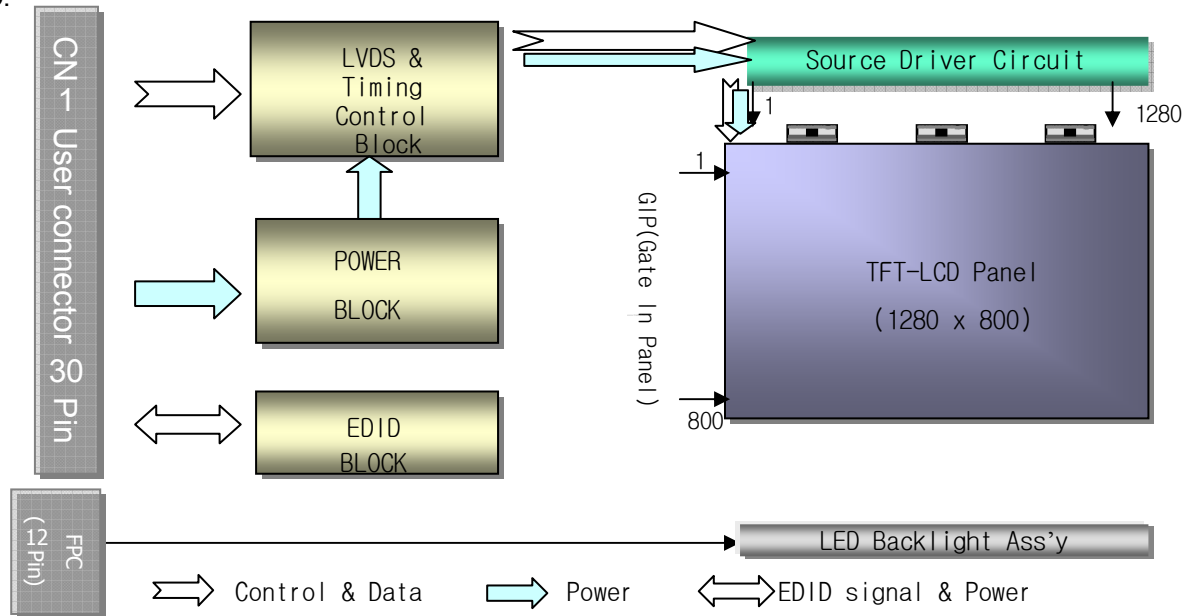 CN 1 User connector 30 Pin
LVDS &
Timing
Control
Block
Source Driver Circuit
1
1280
1
GIP(Gate In Panel)
800
POWER
BLOCK
TFT-LCD Panel
(1280 x 800)
EDID
BLOCK
FPC
(12 Pin)
LED Backlight Ass'y
Control & Data
Power
EDID signal & Power